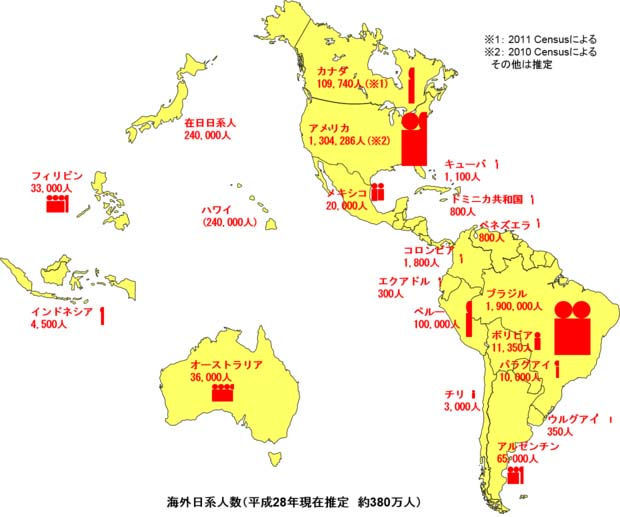 ※1：2011 Censusによる
※2：2010 Censusによる
その他は推定
カナダ
109,740人(※1)
アメリカ
1,304,286人(※2)
在日日系人
240,000人
キューバ
1,100人
フィリピン
33,000人
メキシコ
20,000人
ドミニカ共和国
800人
ハワイ
(240,000人)
ベネズエラ
800人
コロンビア
1,800人
エクアドル
300人
インドネシア
4,500人
ペルー
100,000人
ブラジル
1,900,000人
ボリビア
11,350人
オーストラリア
36,000人
パラグアイ
10,000人
チリ
3,000人
ウルグアイ
350人
アルゼンチン
65,000人
海外日系人数（平成28年現在推定　約380万人）